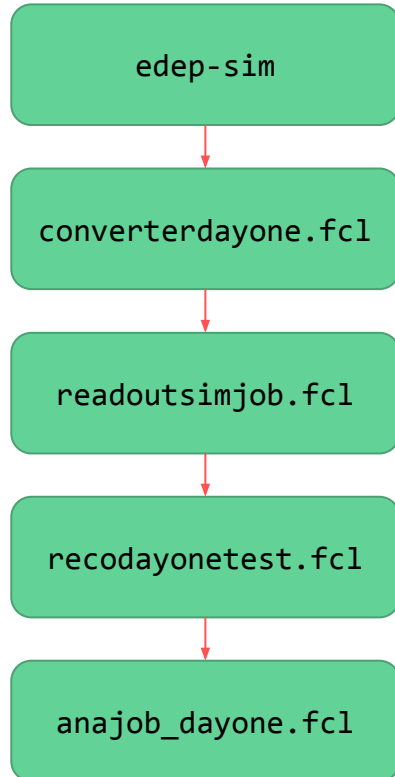 edep-sim
converterdayone.fcl
readoutsimjob.fcl
recodayonetest.fcl
anajob_dayone.fcl